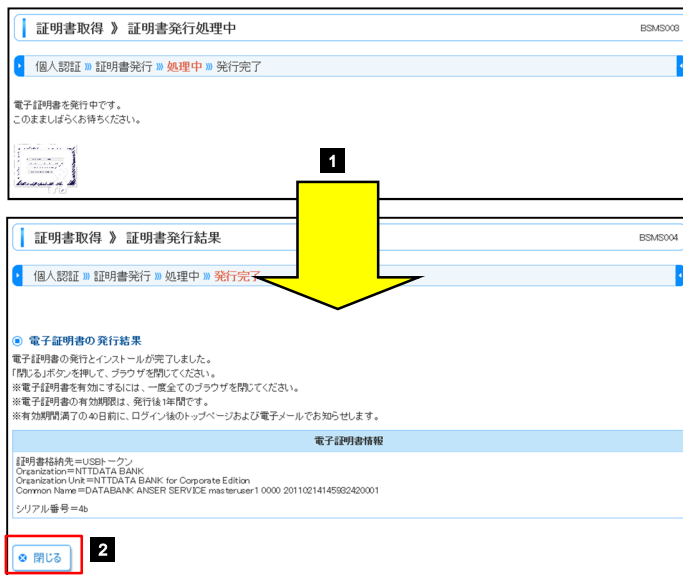 証明書取得 》 証明書発行処理中
BSMS003
個人認証 ⟫ 証明書発行 ⟫ 処理中 ⟫ 発行完了
電子証明書を発行中です。
このまましばらくお待ちください。
1
証明書取得 》 証明書発行結果
BSMS004
個人認証 ⟫ 証明書発行 ⟫ 処理中 ⟫ 発行完了
電子証明書の発行結果
電子証明書の発行とインストールが完了しました。
「閉じる」ボタンを押して、ブラウザを閉じてください。
※電子証明書を有効にするには、一度全てのブラウザを閉じてください。
※電子証明書の有効期限は、発行後1年間です。
※有効期間満了の40日前に、ログイン後のトップページおよび電子メールでお知らせします。
電子証明書情報
証明書格納先＝USBトークン
Organization＝NTTDATA BANK
Organization Unit＝NTTDATA BANK for Corporate Edition
Common Name＝DATABANK ANSER SERVICE masteruser1 0000 20110214145932420001
シリアル番号＝4b
閉じる
2